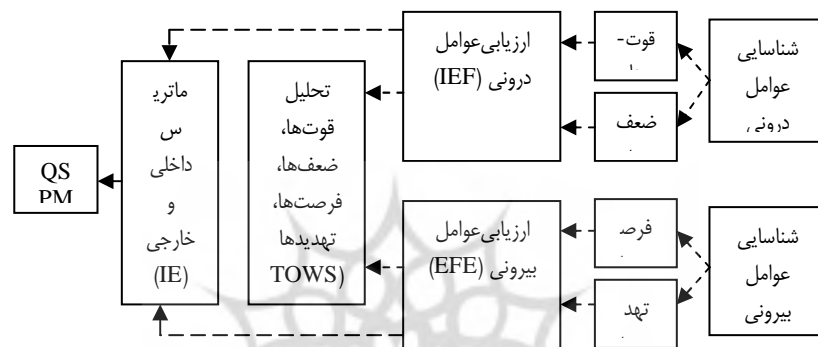 شناسایی
عوامل
درونی
قوت-
ضعف
ارزیابی‌عوامل
درونی (IEF)
تحلیل
قوت‌ها،
ضعف‌ها،
فرصت‌ها،
تهدیدها
TOWS)
ماتری
س
داخلی
و
خارجی
(IE)
QS
PM
شناسایی
عوامل
بیرونی
فرص
تهد
ارزیابی‌عوامل
بیرونی (EFE)